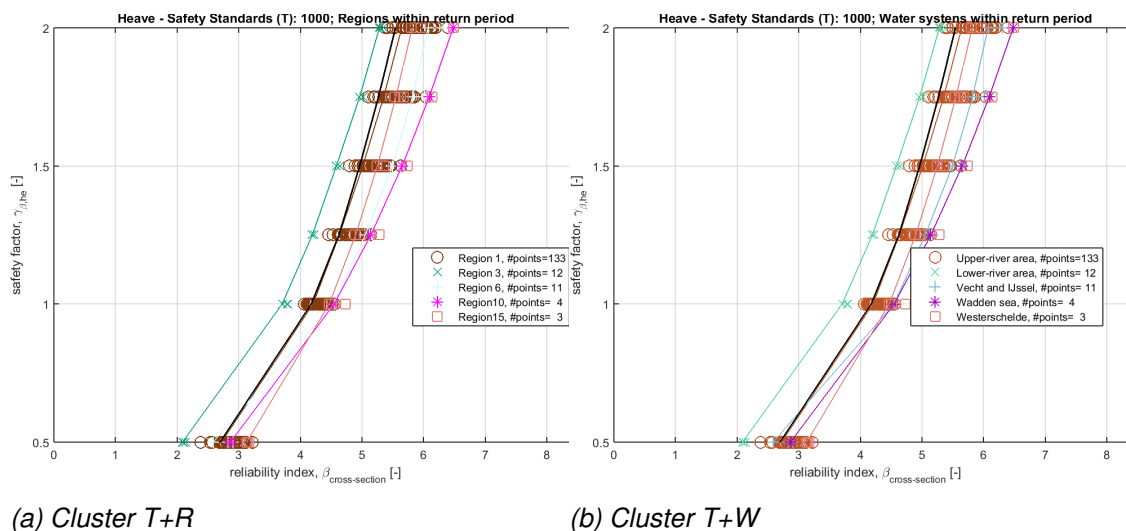 Heave - Safety Standards (T): 1000; Regions within return period
2
1.5
1
0.5
0 1 2 3 4 5 6 7 8
safety factor, γβ,he [-]
reliability index, βcross-section [-]
Region 1, #points=133
Region 3, #points= 12
Region 6, #points= 11
Region10, #points= 4
Region15, #points= 3
(a) Cluster T+R
Heave - Safety Standards (T): 1000; Water systens within return period
2
1.5
1
0.5
0 1 2 3 4 5 6 7 8
safety factor, γβ,he [-]
reliability index, βcross-section [-]
Upper-river area, #points=133
Lower-river area, #points= 12
Vecht and IJssel, #points= 11
Wadden sea, #points= 4
Westerschelde, #points= 3
(b) Cluster T+W